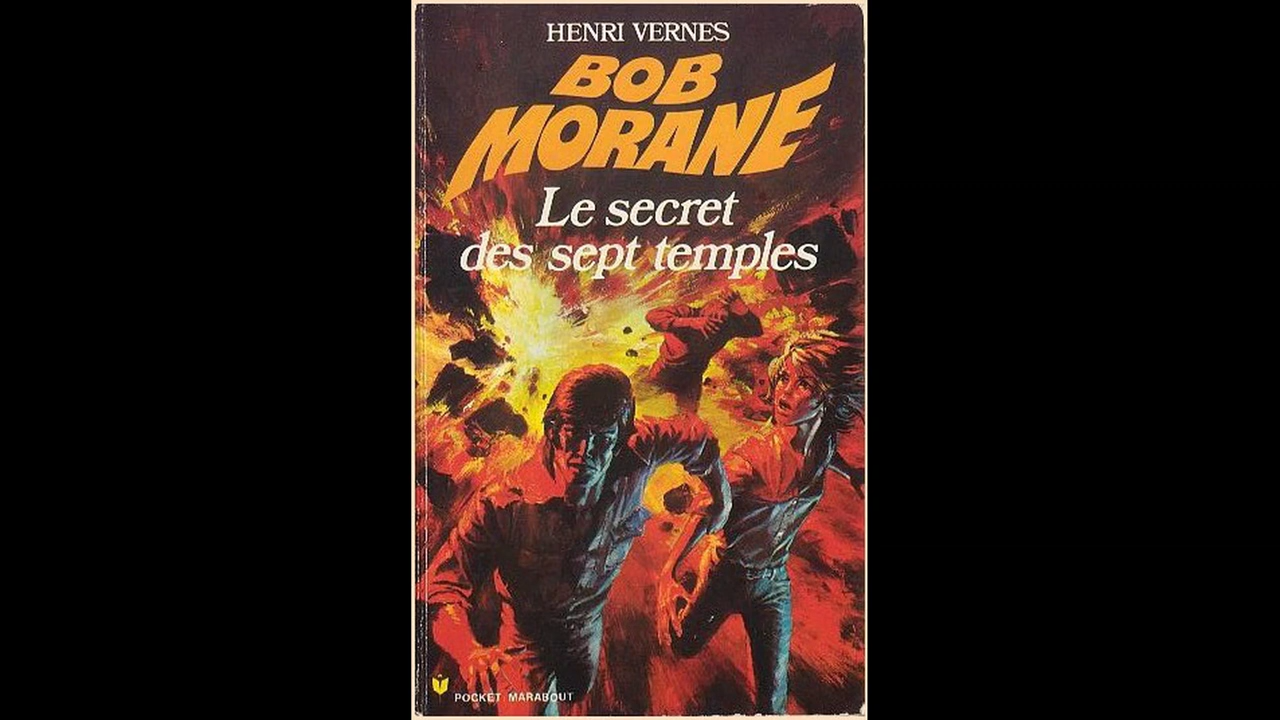 HENRI VERNES
BOB
MORANE
Le secret
des sept temples
POCKET MARABOUT